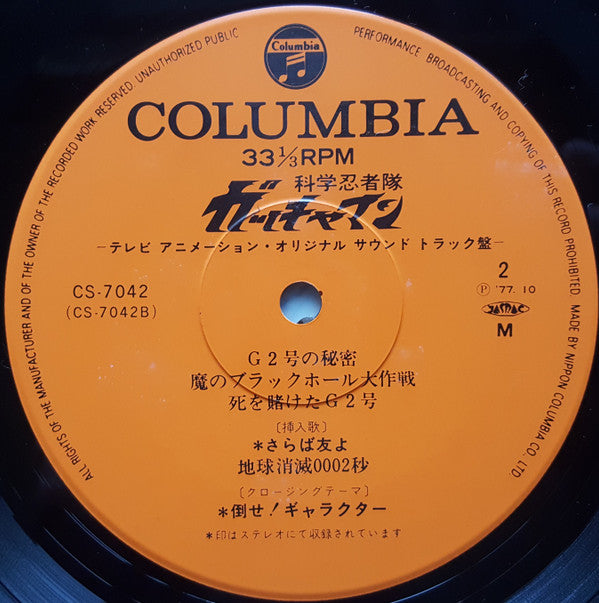 ALL RIGHTS OF THE MANUFACTURER AND OF THE OWNER OF THE RECORDED WORK RESERVED. UNAUTHORIZED PUBLIC PERFORMANCE, BROADCASTING AND COPYING OF THIS RECORD PROHIBITED. MADE BY NIPPON COLUMBIA CO., LTD.
Columbia
COLUMBIA
33 1/3 RPM
科学忍者隊
ガッチャマン
−テレビ アニメーション・オリジナル サウンド トラック盤−
CS-7042
(CS-7042B)
2
Ⓟ '77. 10
JASRAC
M
G2号の秘密
魔のブラックホール大作戦
死を賭けたG2号
〔挿入歌〕
*さらば友よ
地球消滅0002秒
〔クロージングテーマ〕
*倒せ!ギャラクター
*印はステレオにて収録されています